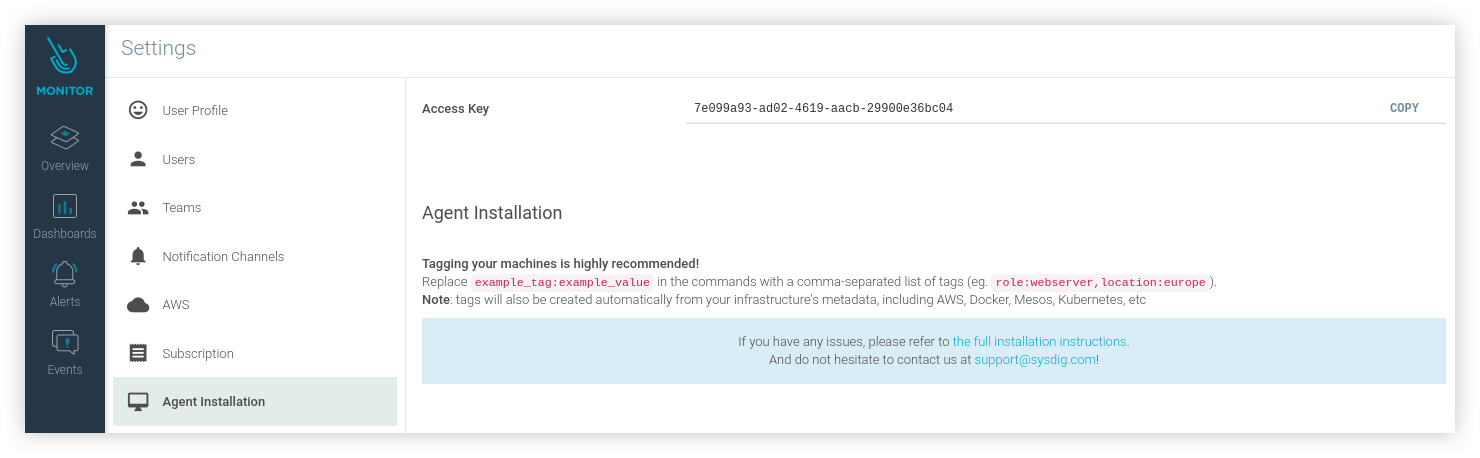 MONITOR
Overview
Dashboards
Alerts
Events
Settings
User Profile
Users
Teams
Notification Channels
AWS
Subscription
Agent Installation
Access Key 7e099a93-ad02-4619-aacb-29900e36bc04 COPY
Agent Installation
Tagging your machines is highly recommended!
Replace example_tag:example_value in the commands with a comma-separated list of tags (eg. role:webserver,location:europe ).
Note: tags will also be created automatically from your infrastructure's metadata, including AWS, Docker, Mesos, Kubernetes, etc
If you have any issues, please refer to the full installation instructions.
And do not hesitate to contact us at support@sysdig.com!